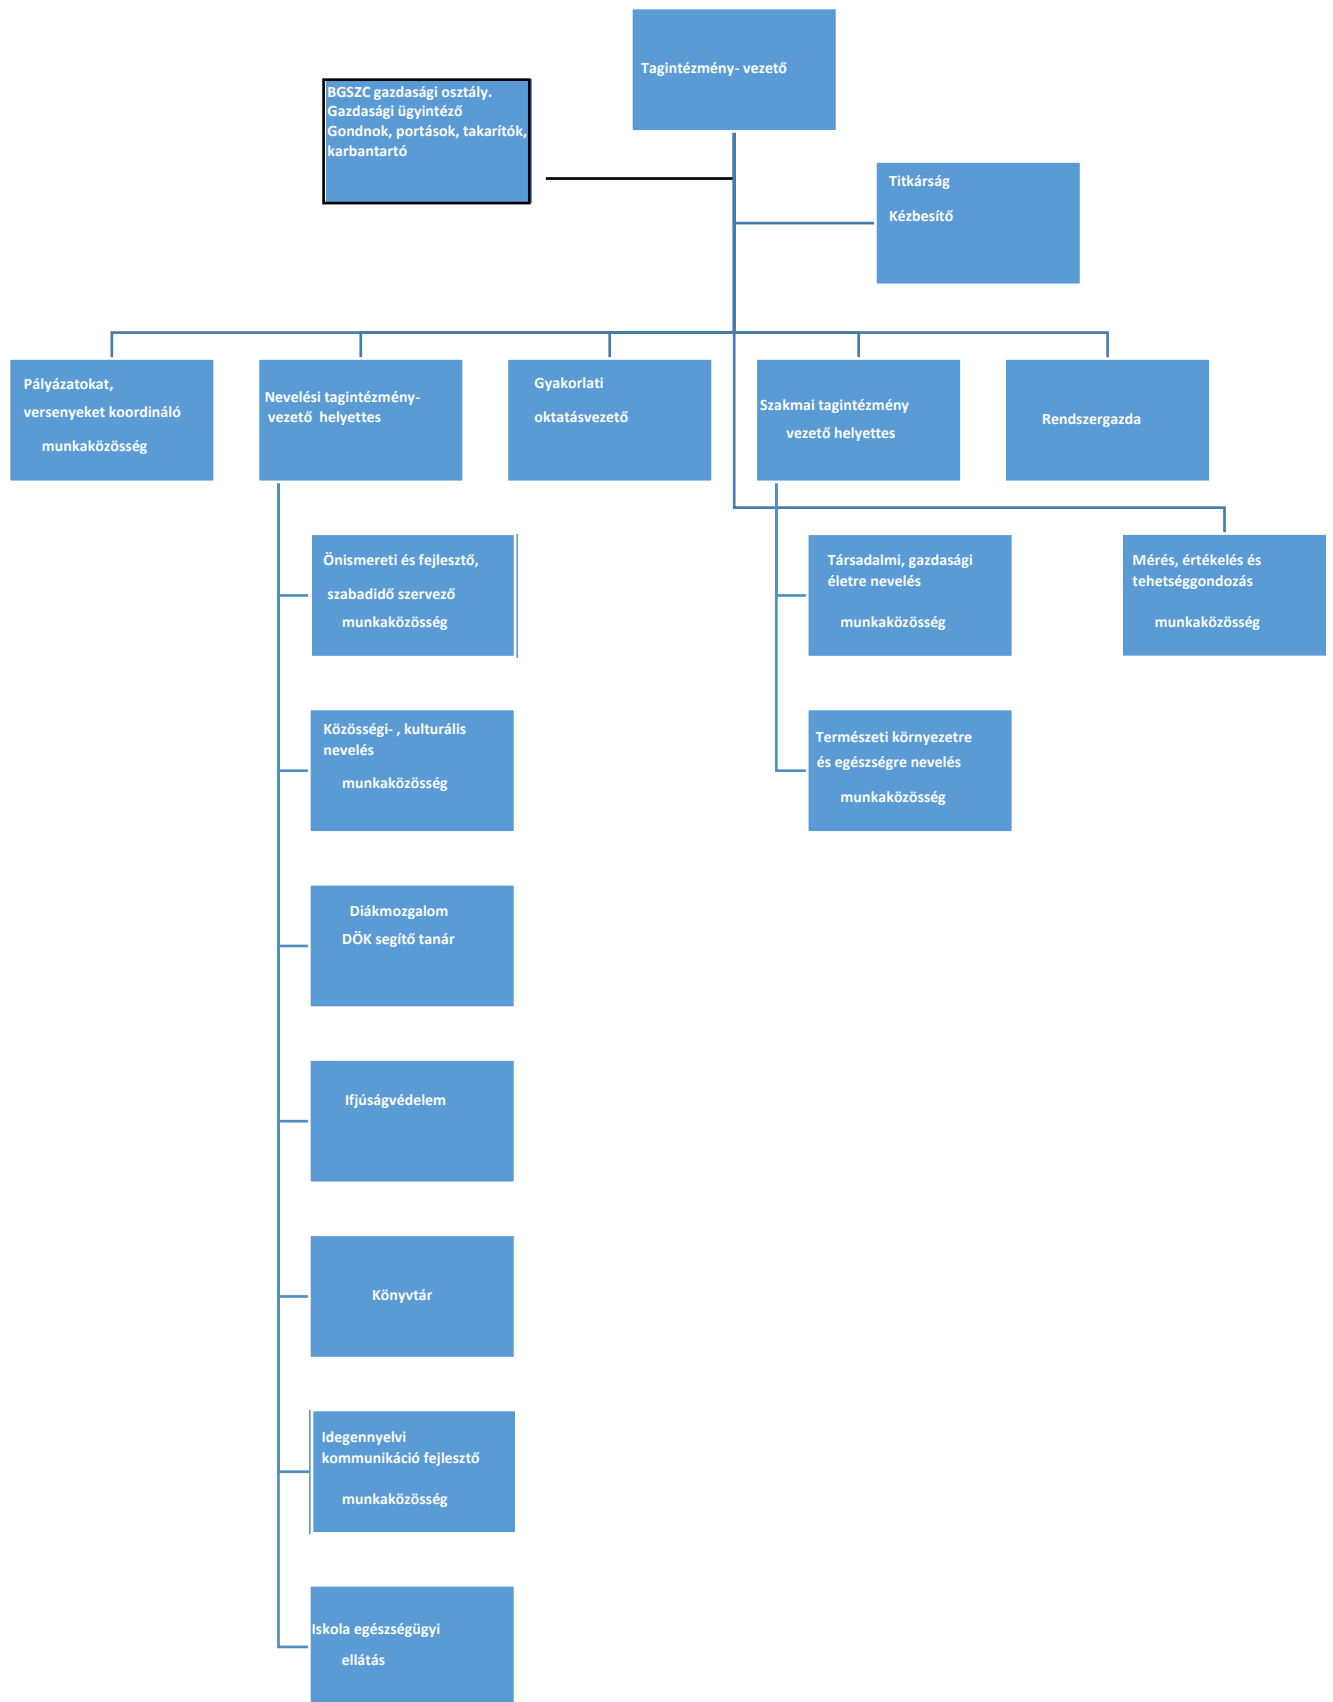 Tagintézmény- vezető
BGSZC gazdasági osztály.
Gazdasági ügyintéző
Gondnok, portások, takarítók,
karbantartó
Titkárság
Kézbesítő
Pályázatokat,
versenyeket koordináló
munkaközösség
Nevelési tagintézmény-
vezető helyettes
Gyakorlati
oktatásvezető
Szakmai tagintézmény
vezető helyettes
Rendszergazda
Önismereti és fejlesztő,
szabadidő szervező
munkaközösség
Társadalmi, gazdasági
életre nevelés
munkaközösség
Mérés, értékelés és
tehetséggondozás
munkaközösség
Közösségi- , kulturális
nevelés
munkaközösség
Természeti környezetre
és egészségre nevelés
munkaközösség
Diákmozgalom
DÖK segítő tanár
Ifjúságvédelem
Könyvtár
Idegennyelvi
kommunikáció fejlesztő
munkaközösség
Iskola egészségügyi
ellátás